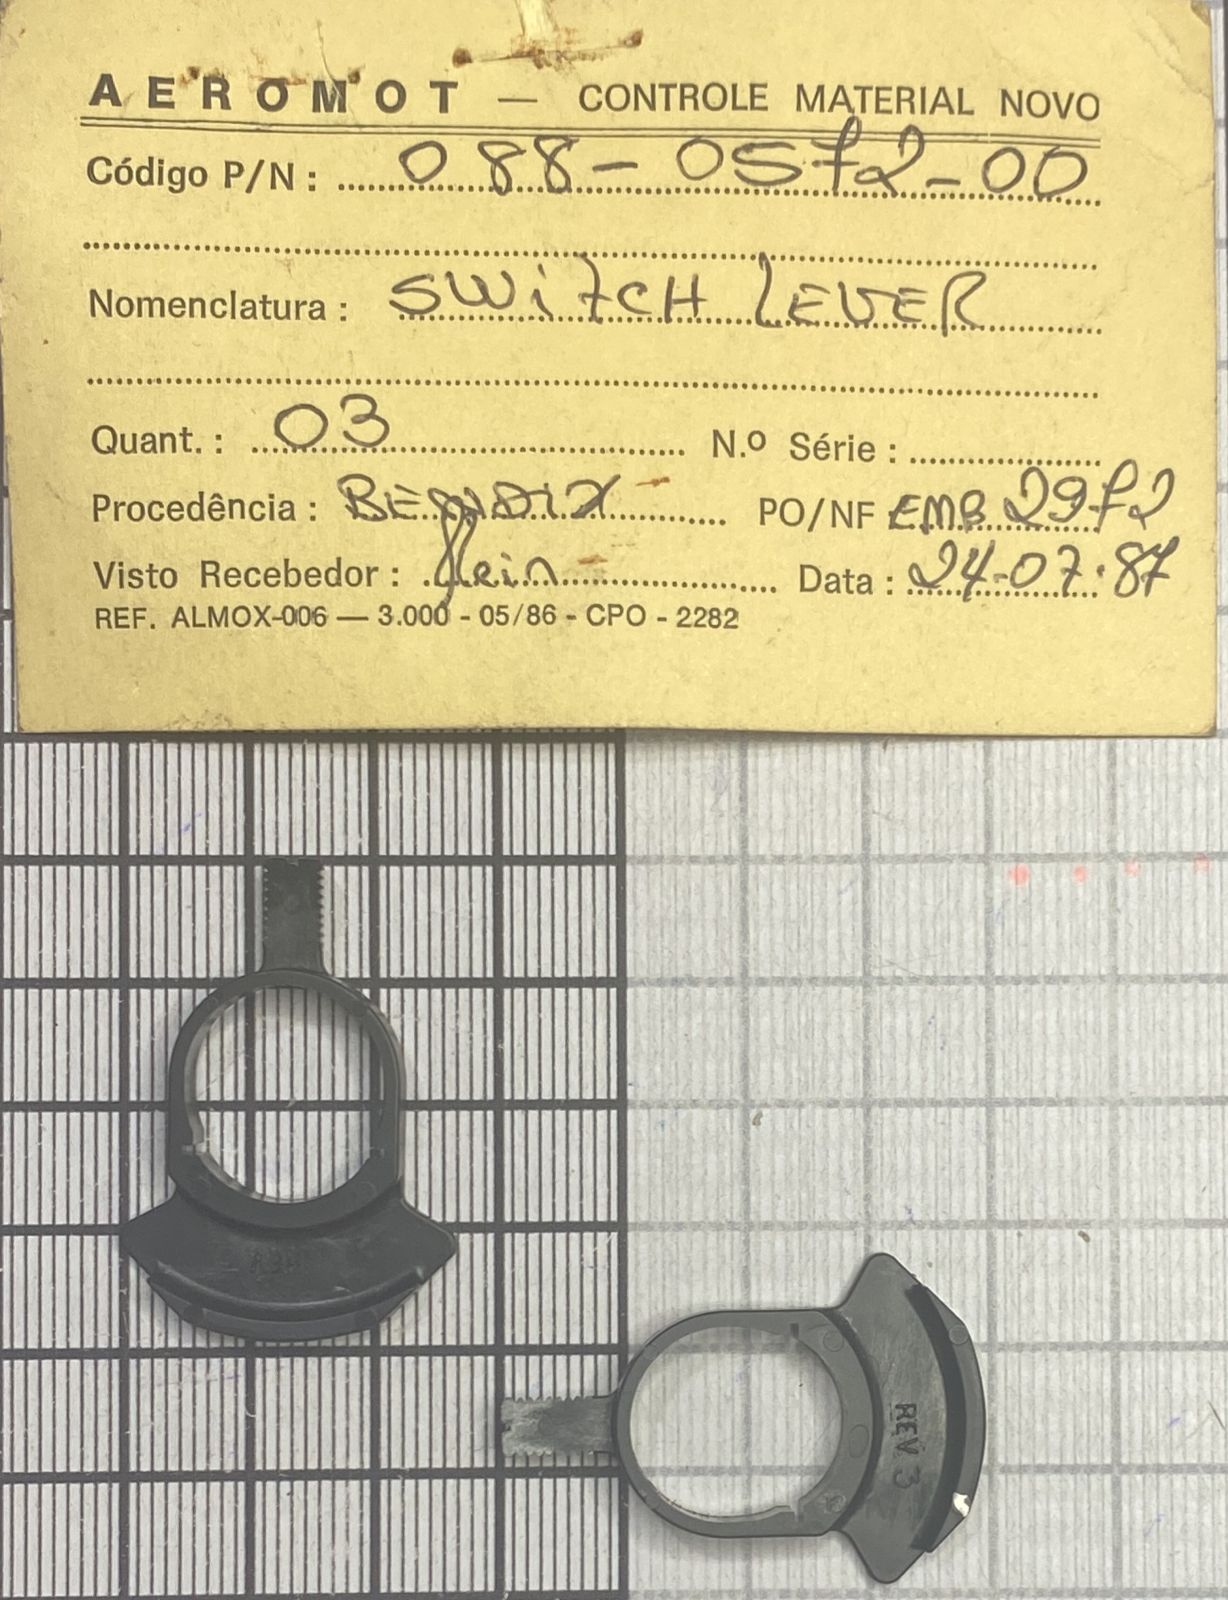 AEROMOT — CONTROLE MATERIAL NOVO
Código P/N : 088-0572-00
Nomenclatura : SWiTCH LEVER
Quant. : 03 N.º Série :
Procedência : BENDIX PO/NF EMB 2972
Visto Recebedor : Data : 24-07-87
REF. ALMOX-006 — 3.000 - 05/86 - CPO - 2282
REV 3